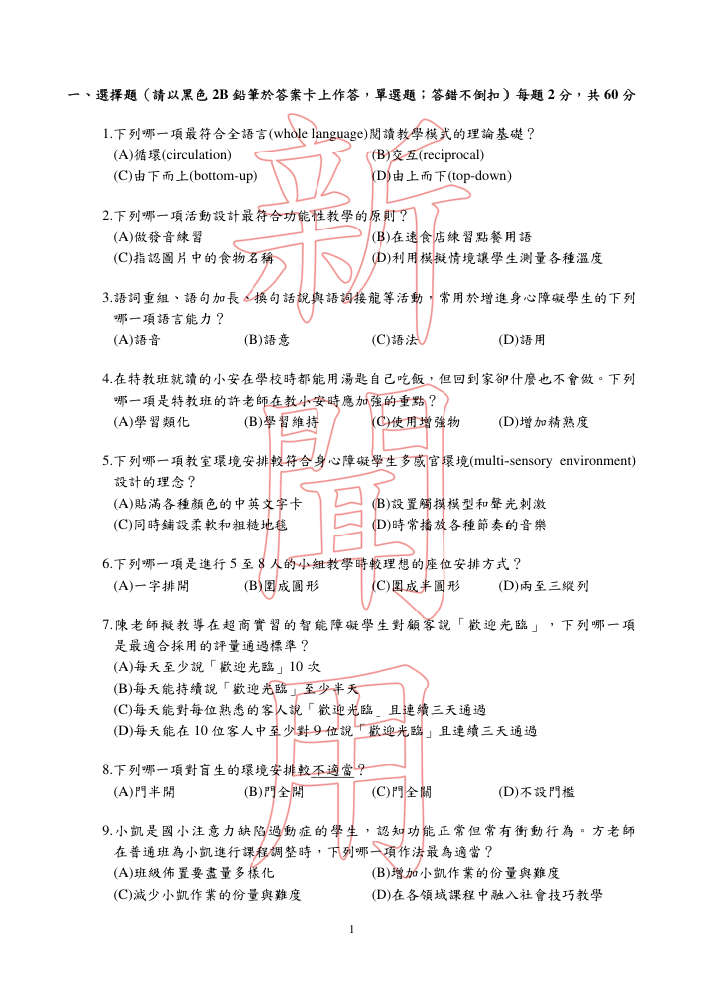 一、選擇題（請以黑色 2B 鉛筆於答案卡上作答，單選題；答錯不倒扣）每題 2 分，共 60 分
1.下列哪一項最符合全語言(whole language)閱讀教學模式的理論基礎？
(A)循環(circulation) (B)交互(reciprocal)
(C)由下而上(bottom-up) (D)由上而下(top-down)
2.下列哪一項活動設計最符合功能性教學的原則？
(A)做發音練習 (B)在速食店練習點餐用語
(C)指認圖片中的食物名稱 (D)利用模擬情境讓學生測量各種溫度
3.語詞重組、語句加長、換句話說與語詞接龍等活動，常用於增進身心障礙學生的下列
哪一項語言能力？
(A)語音 (B)語意 (C)語法 (D)語用
4.在特教班就讀的小安在學校時都能用湯匙自己吃飯，但回到家卻什麼也不會做。下列
哪一項是特教班的許老師在教小安時應加強的重點？
(A)學習類化 (B)學習維持 (C)使用增強物 (D)增加精熟度
5.下列哪一項教室環境安排較符合身心障礙學生多感官環境(multi-sensory environment)
設計的理念？
(A)貼滿各種顏色的中英文字卡 (B)設置觸摸模型和聲光刺激
(C)同時鋪設柔軟和粗糙地毯 (D)時常播放各種節奏的音樂
6.下列哪一項是進行 5 至 8 人的小組教學時較理想的座位安排方式？
(A)一字排開 (B)圍成圓形 (C)圍成半圓形 (D)兩至三縱列
7.陳老師擬教導在超商實習的智能障礙學生對顧客說「歡迎光臨」，下列哪一項
是最適合採用的評量通過標準？
(A)每天至少說「歡迎光臨」10 次
(B)每天能持續說「歡迎光臨」至少半天
(C)每天能對每位熟悉的客人說「歡迎光臨」且連續三天通過
(D)每天能在 10 位客人中至少對 9 位說「歡迎光臨」且連續三天通過
8.下列哪一項對盲生的環境安排較不適當？
(A)門半開 (B)門全開 (C)門全關 (D)不設門檻
9.小凱是國小注意力缺陷過動症的學生，認知功能正常但常有衝動行為。方老師
在普通班為小凱進行課程調整時，下列哪一項作法最為適當？
(A)班級佈置要盡量多樣化 (B)增加小凱作業的份量與難度
(C)減少小凱作業的份量與難度 (D)在各領域課程中融入社會技巧教學
1
新聞用